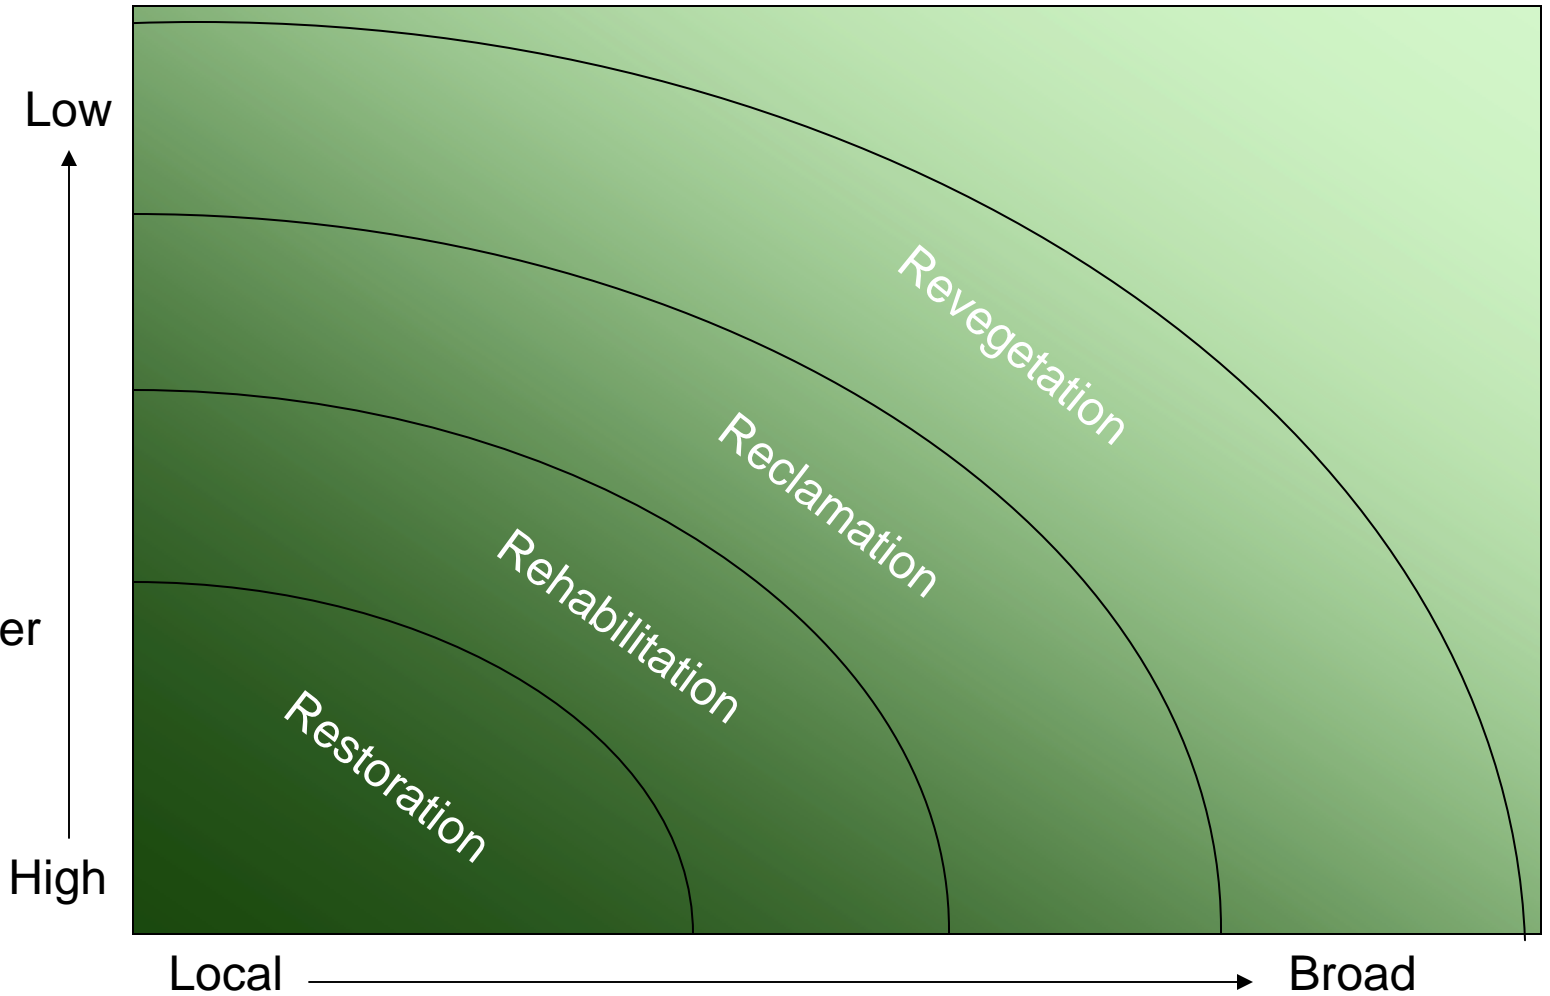 Low
Revegetation
Reclamation
Rehabilitation
er
Restoration
High
Local
Broad